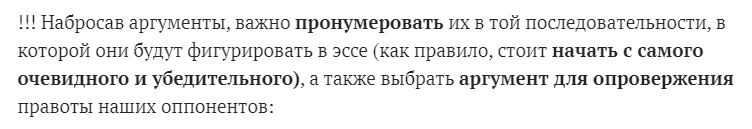 !!! Набросав аргументы, важно пронумеровать их в той последовательности, в
которой они будут фигурировать в эссе (как правило, стоит начать с самого
очевидного и убедительного), а также выбрать аргумент для опровержения
правоты наших оппонентов: